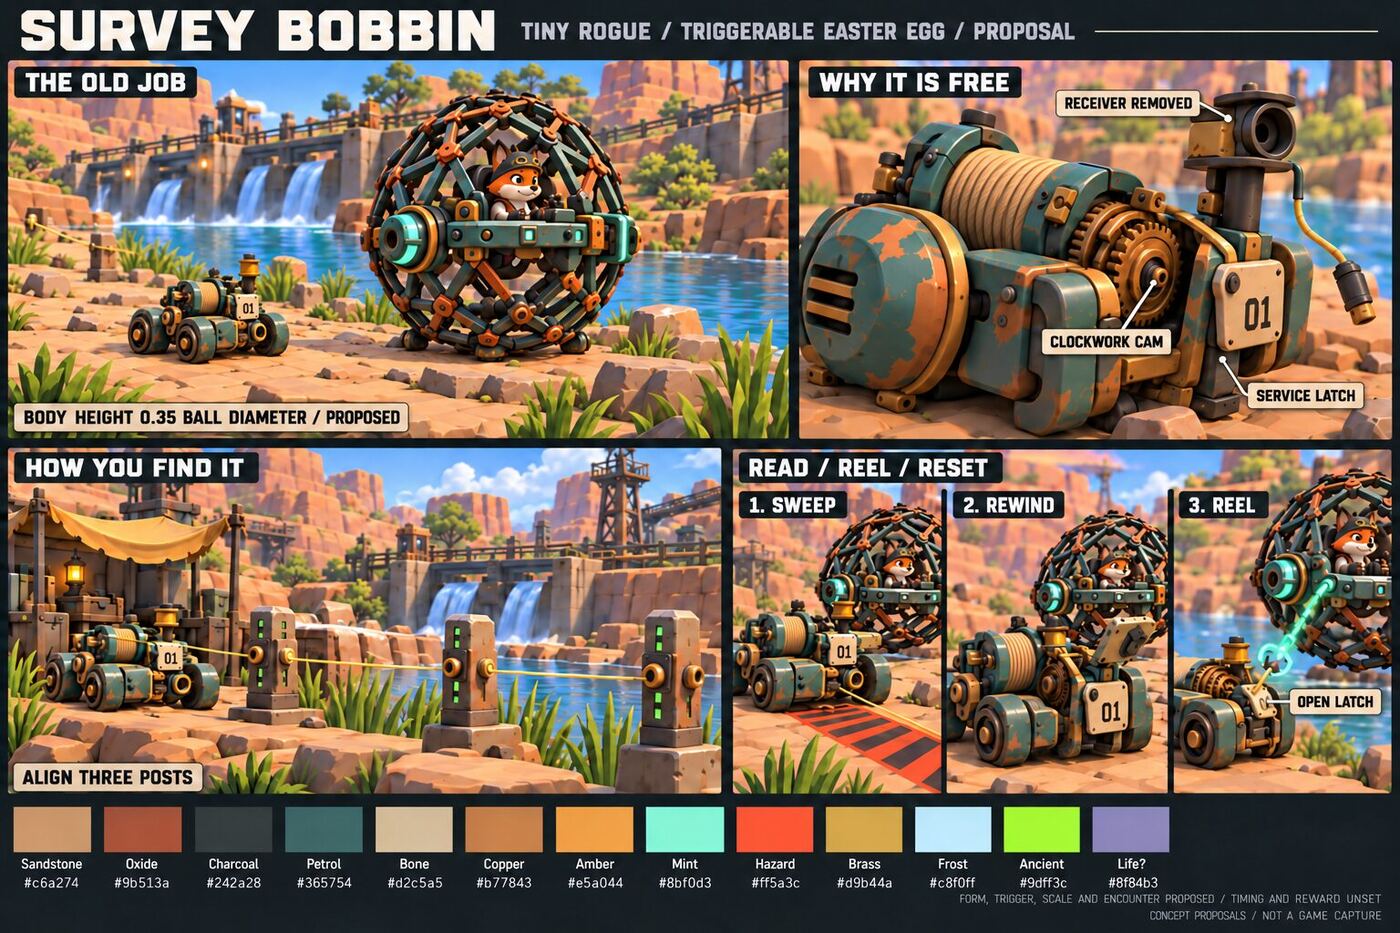 SURVEY BOBBIN
TINY ROGUE / TRIGGERABLE EASTER EGG / PROPOSAL
THE OLD JOB
01
BODY HEIGHT 0.35 BALL DIAMETER / PROPOSED
WHY IT IS FREE
RECEIVER REMOVED
01
CLOCKWORK CAM
SERVICE LATCH
HOW YOU FIND IT
01
ALIGN THREE POSTS
READ / REEL / RESET
1. SWEEP
01
2. REWIND
01
3. REEL
OPEN LATCH
Sandstone
#c6a274
Oxide
#9b513a
Charcoal
#242a28
Petrol
#365754
Bone
#d2c5a5
Copper
#b77843
Amber
#e5a044
Mint
#8bf0d3
Hazard
#ff5a3c
Brass
#d9b44a
Frost
#c8f0ff
Ancient
#9dff3c
Life?
#8f84b3
FORM, TRIGGER, SCALE AND ENCOUNTER PROPOSED / TIMING AND REWARD UNSET
CONCEPT PROPOSALS / NOT A GAME CAPTURE